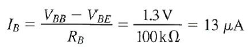 I_B = (V_BB − V_BE) / R_B = 1.3 V / 100 kΩ = 13 μA